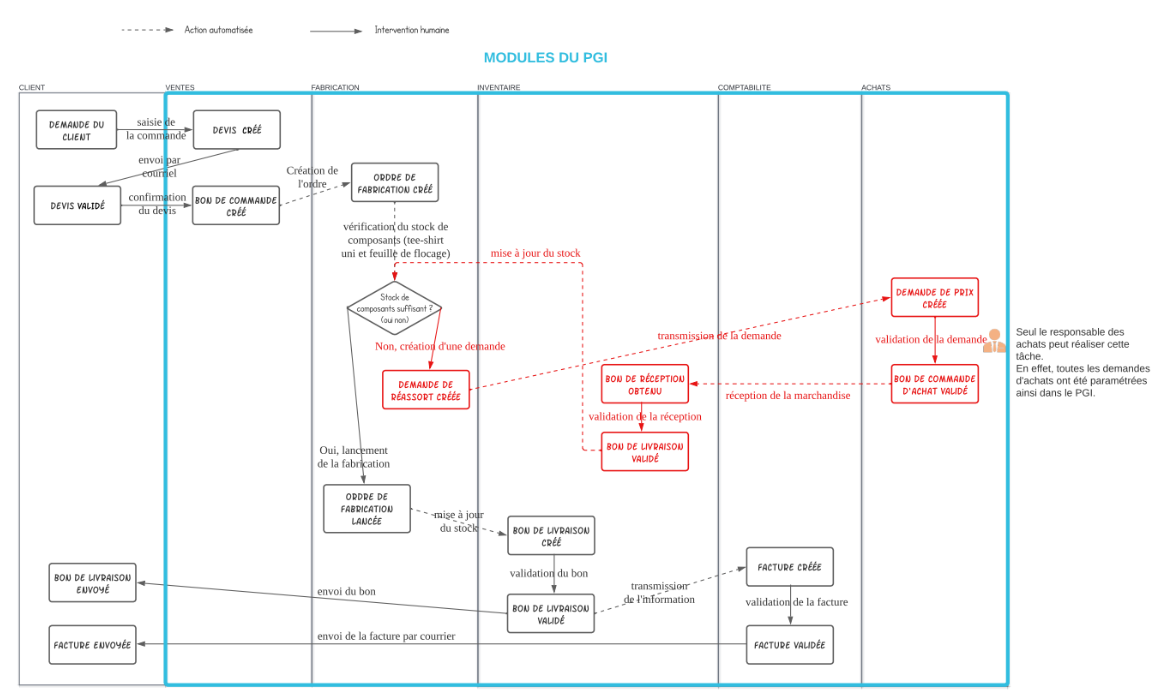 Action automatisée
Intervention humaine
MODULES DU PGI
CLIENT
VENTES
FABRICATION
INVENTAIRE
COMPTABILITE
ACHATS
DEMANDE DU
CLIENT
saisie de
la commande
DEVIS CRÉÉ
envoi par
courriel
DEVIS VALIDÉ
confirmation
du devis
BON DE COMMANDE
CRÉÉ
Création de
l'ordre
ORDRE DE
FABRICATION CRÉÉ
vérification du stock de
composants (tee-shirt
uni et feuille de flocage)
mise à jour du stock
Stock de
composants suffisant ?
(oui non)
Non, création d'une demande
DEMANDE DE
RÉASSORT CRÉÉE
transmission de la demande
DEMANDE DE PRIX
CRÉÉE
validation de la demande
Seul le responsable des
achats peut réaliser cette
tâche.
En effet, toutes les demandes
d'achats ont été paramétrées
ainsi dans le PGI.
BON DE COMMANDE
D'ACHAT VALIDÉ
réception de la marchandise
BON DE RÉCEPTION
OBTENU
validation de la réception
BON DE LIVRAISON
VALIDÉ
Oui, lancement
de la fabrication
ORDRE DE
FABRICATION
LANCÉE
mise à jour
du stock
BON DE LIVRAISON
CRÉÉ
validation du bon
BON DE LIVRAISON
VALIDÉ
envoi du bon
BON DE LIVRAISON
ENVOYÉ
transmission
de l'information
FACTURE CRÉÉE
validation de la facture
FACTURE VALIDÉE
envoi de la facture par courrier
FACTURE ENVOYÉE